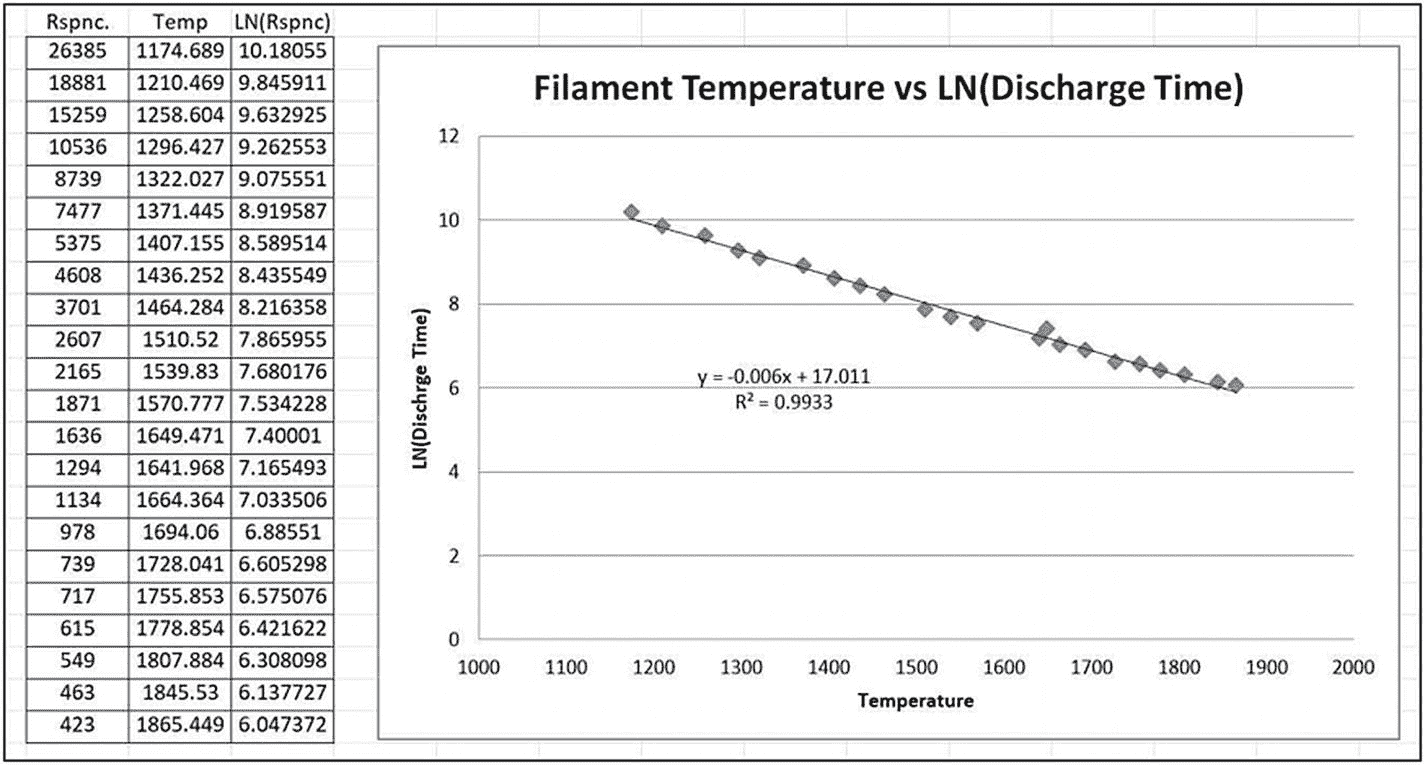 Rspnc. Temp LN(Rspnc)
26385 1174.689 10.18055
18881 1210.469 9.845911
15259 1258.604 9.632925
10536 1296.427 9.262553
8739 1322.027 9.075551
7477 1371.445 8.919587
5375 1407.155 8.589514
4608 1436.252 8.435549
3701 1464.284 8.216358
2607 1510.52 7.865955
2165 1539.83 7.680176
1871 1570.777 7.534228
1636 1649.471 7.40001
1294 1641.968 7.165493
1134 1664.364 7.033506
978 1694.06 6.88551
739 1728.041 6.605298
717 1755.853 6.575076
615 1778.854 6.421622
549 1807.884 6.308098
463 1845.53 6.137727
423 1865.449 6.047372
Filament Temperature vs LN(Discharge Time)
LN(Dischrge Time)
12
10
8
6
4
2
0
y = -0.006x + 17.011
R² = 0.9933
1000 1100 1200 1300 1400 1500 1600 1700 1800 1900 2000
Temperature